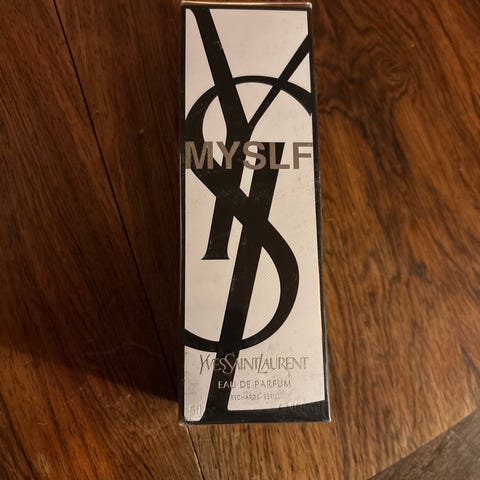 MYSLF
YVESSAINTLAURENT
EAU DE PARFUM
RECHARGE-REFILL